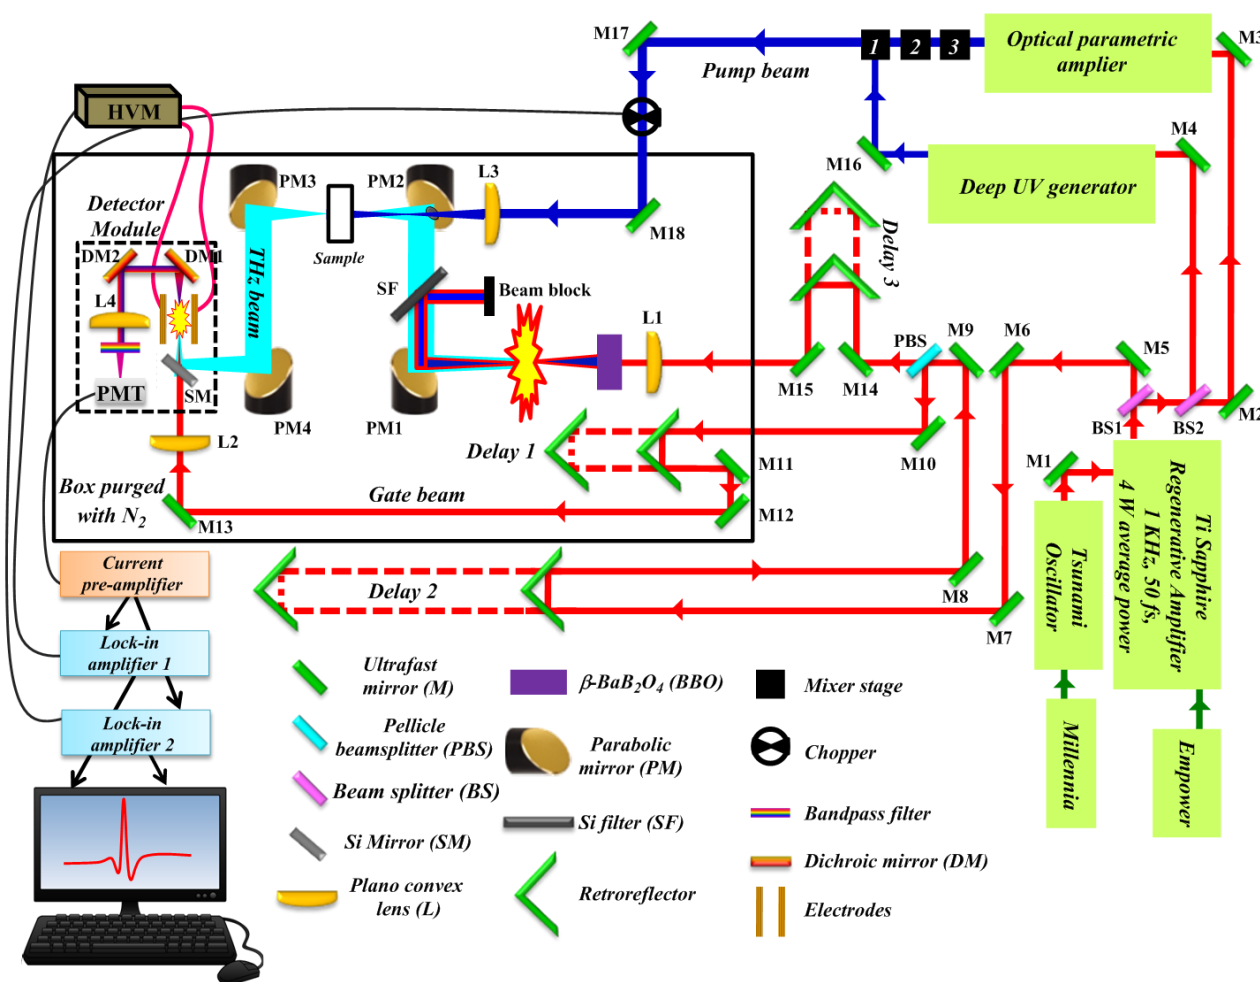 M17
1
2
3
Optical parametric
amplier
M3
Pump beam
HVM
M4
M16
Deep UV generator
PM3
PM2
L3
M18
Detector
Module
DM2
DM1
Sample
Delay 3
THz beam
SF
Beam block
L4
L1
PBS
M9
M6
M5
PMT
SM
M15
M14
M2
BS1
BS2
PM4
PM1
L2
Delay 1
M10
M11
M1
Box purged
with N2
Gate beam
M13
M12
Ti Sapphire
Regenerative Amplifier
1 KHz, 50 fs,
4 W average power
Tsunami
Oscillator
Current
pre-amplifier
Delay 2
M8
M7
Lock-in
amplifier 1
Lock-in
amplifier 2
Millennia
Empower
Ultrafast
mirror (M)
β-BaB2O4 (BBO)
Mixer stage
Pellicle
beamsplitter (PBS)
Parabolic
mirror (PM)
Chopper
Beam splitter (BS)
Si filter (SF)
Bandpass filter
Si Mirror (SM)
Dichroic mirror (DM)
Plano convex
lens (L)
Retroreflector
Electrodes